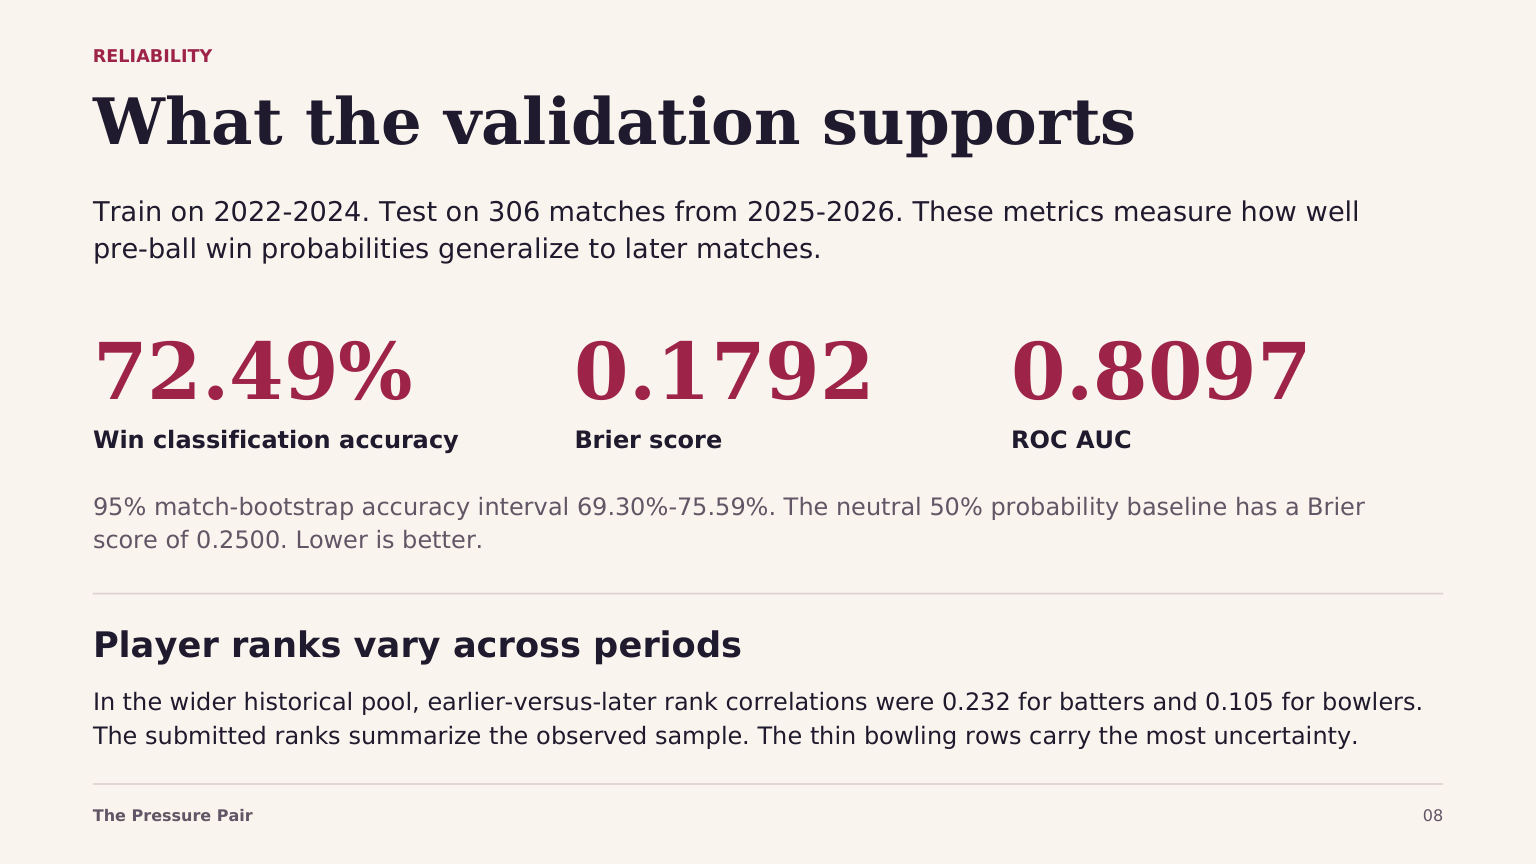 RELIABILITY
What the validation supports
Train on 2022-2024. Test on 306 matches from 2025-2026. These metrics measure how well
pre-ball win probabilities generalize to later matches.
72.49% 0.1792 0.8097
Win classification accuracy Brier score ROC AUC
95% match-bootstrap accuracy interval 69.30%-75.59%. The neutral 50% probability baseline has a Brier
score of 0.2500. Lower is better.
Player ranks vary across periods
In the wider historical pool, earlier-versus-later rank correlations were 0.232 for batters and 0.105 for bowlers.
The submitted ranks summarize the observed sample. The thin bowling rows carry the most uncertainty.
The Pressure Pair 08